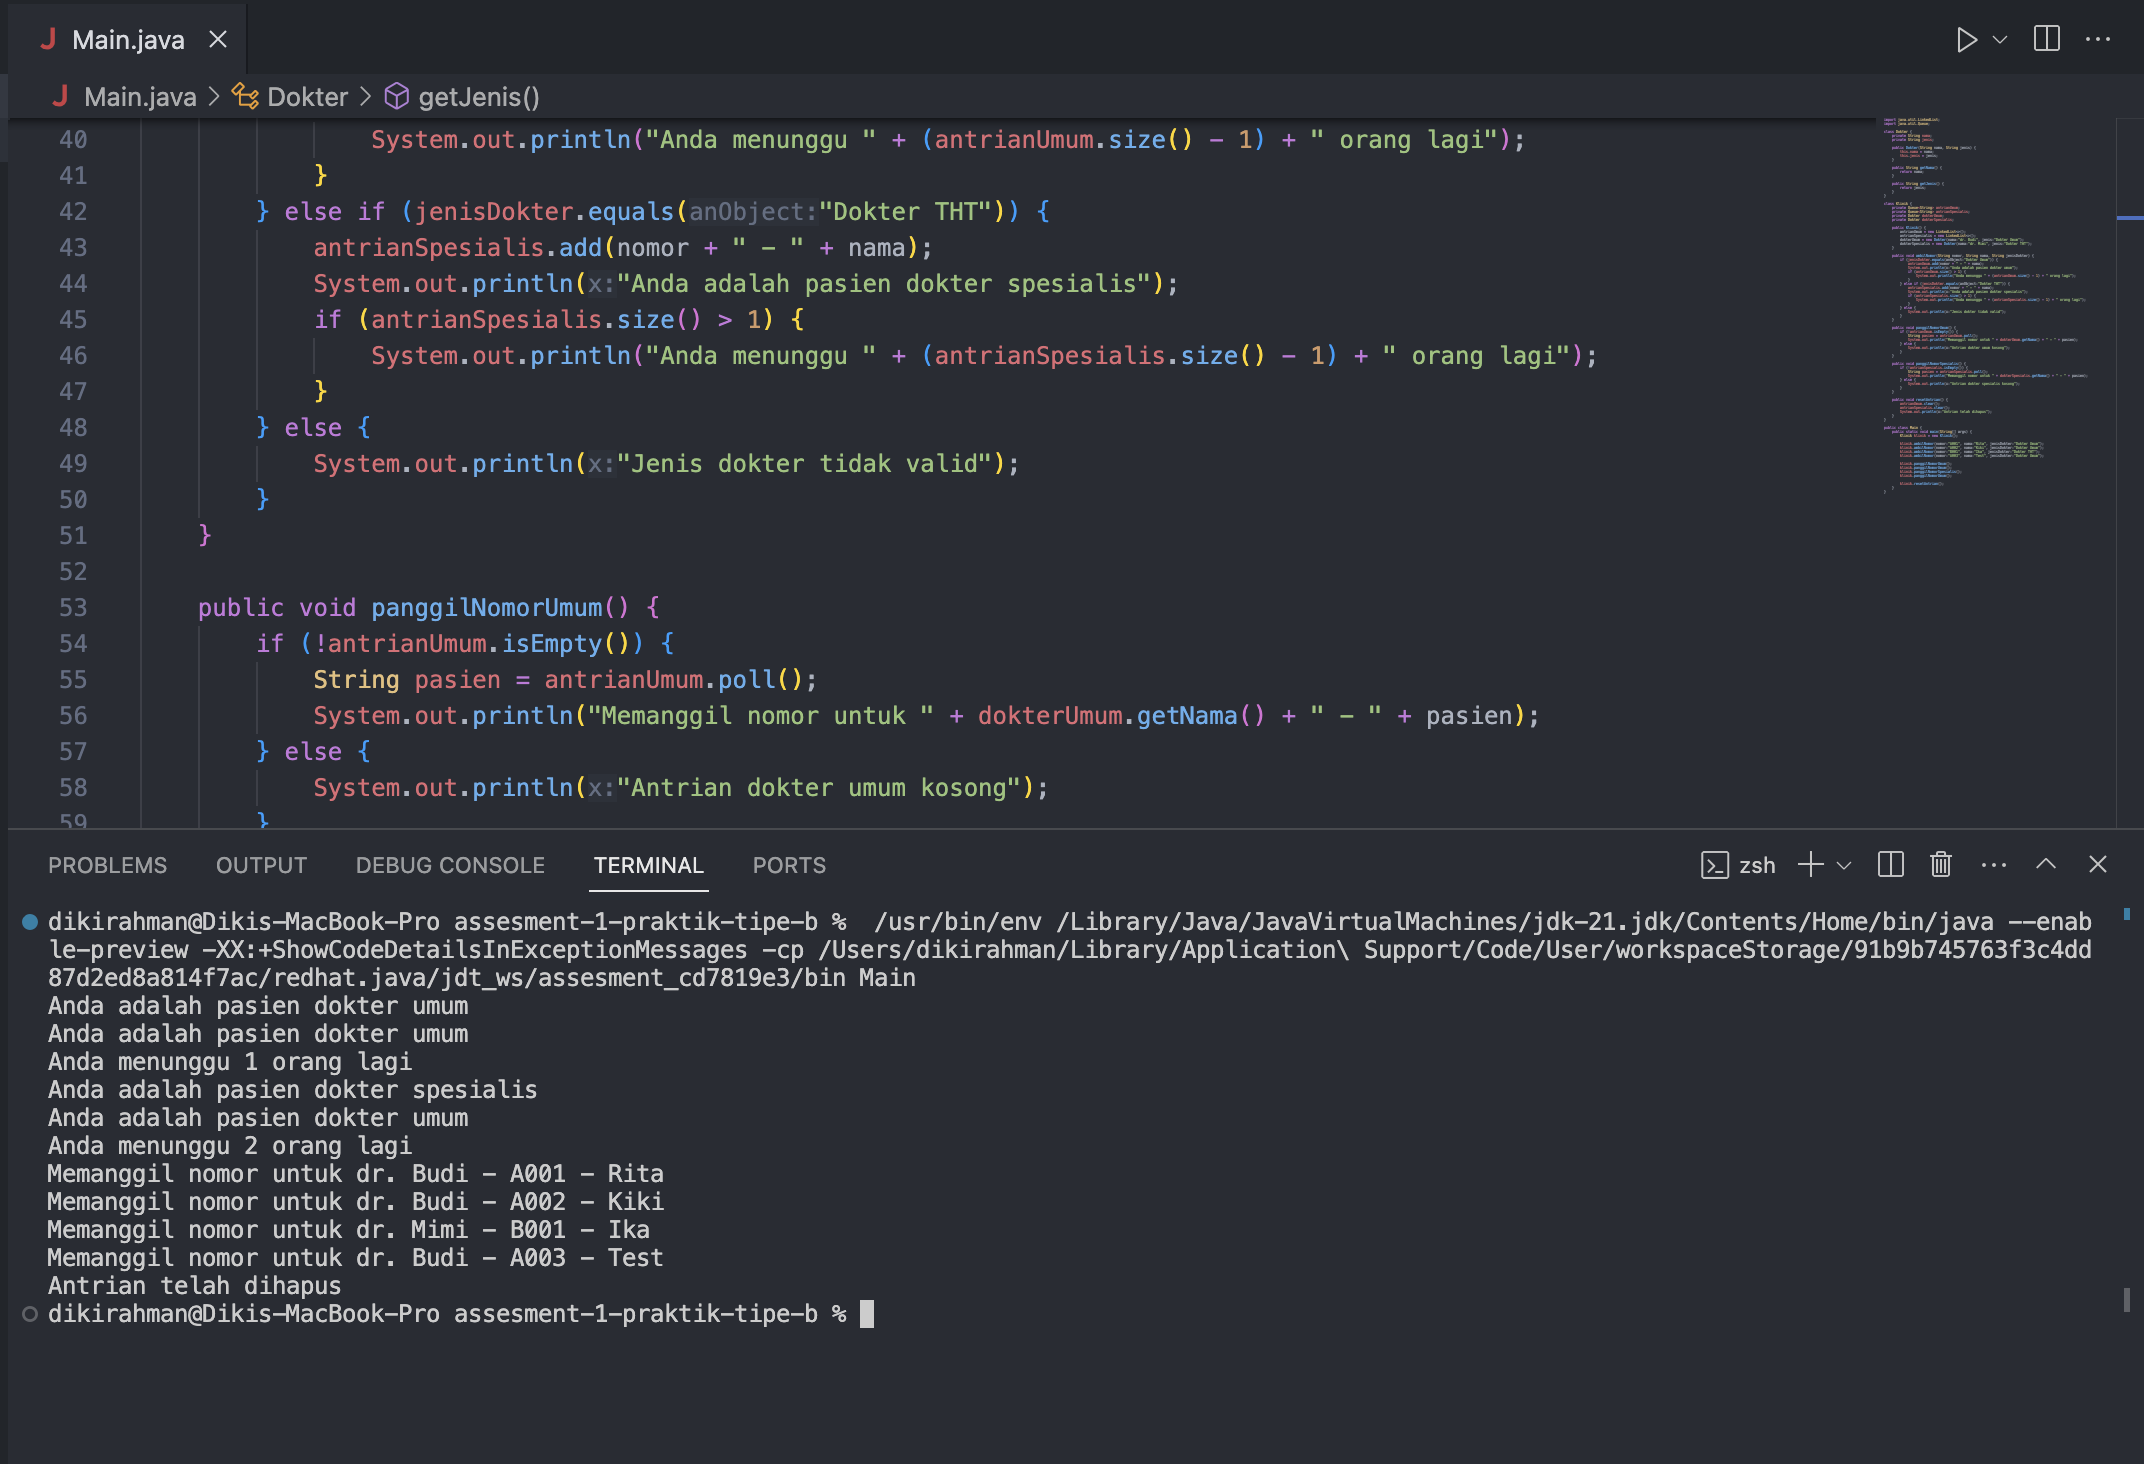 Main.java
Main.java > Dokter > getJenis()
40 System.out.println("Anda menunggu " + (antrianUmum.size() - 1) + " orang lagi");
41 }
42 } else if (jenisDokter.equals(anObject:"Dokter THT")) {
43 antrianSpesialis.add(nomor + " - " + nama);
44 System.out.println(x:"Anda adalah pasien dokter spesialis");
45 if (antrianSpesialis.size() > 1) {
46 System.out.println("Anda menunggu " + (antrianSpesialis.size() - 1) + " orang lagi");
47 }
48 } else {
49 System.out.println(x:"Jenis dokter tidak valid");
50 }
51 }
52
53 public void panggilNomorUmum() {
54 if (!antrianUmum.isEmpty()) {
55 String pasien = antrianUmum.poll();
56 System.out.println("Memanggil nomor untuk " + dokterUmum.getNama() + " - " + pasien);
57 } else {
58 System.out.println(x:"Antrian dokter umum kosong");
59 }
PROBLEMS OUTPUT DEBUG CONSOLE TERMINAL PORTS zsh
dikirahman@Dikis-MacBook-Pro assesment-1-praktik-tipe-b % /usr/bin/env /Library/Java/JavaVirtualMachines/jdk-21.jdk/Contents/Home/bin/java --enab
le-preview -XX:+ShowCodeDetailsInExceptionMessages -cp /Users/dikirahman/Library/Application\ Support/Code/User/workspaceStorage/91b9b745763f3c4dd
87d2ed8a814f7ac/redhat.java/jdt_ws/assesment_cd7819e3/bin Main
Anda adalah pasien dokter umum
Anda adalah pasien dokter umum
Anda menunggu 1 orang lagi
Anda adalah pasien dokter spesialis
Anda adalah pasien dokter umum
Anda menunggu 2 orang lagi
Memanggil nomor untuk dr. Budi - A001 - Rita
Memanggil nomor untuk dr. Budi - A002 - Kiki
Memanggil nomor untuk dr. Mimi - B001 - Ika
Memanggil nomor untuk dr. Budi - A003 - Test
Antrian telah dihapus
dikirahman@Dikis-MacBook-Pro assesment-1-praktik-tipe-b %